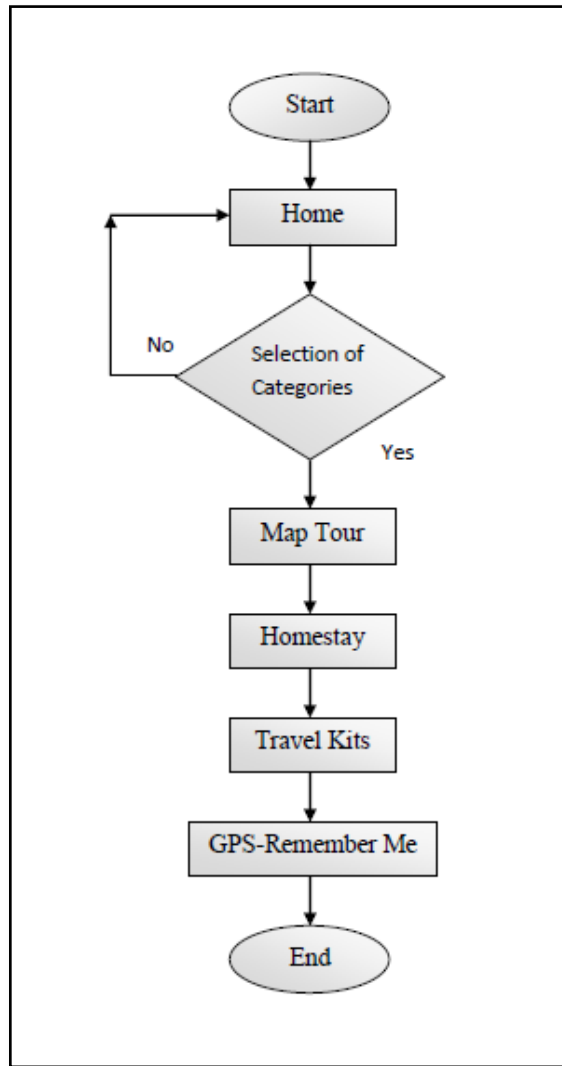 Start
Home
No
Selection of
Categories
Yes
Map Tour
Homestay
Travel Kits
GPS-Remember Me
End